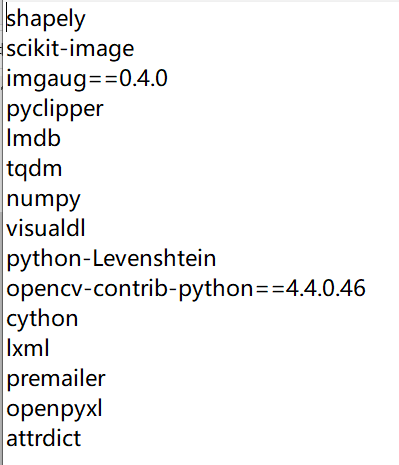 shapely
scikit-image
imgaug==0.4.0
pyclipper
lmdb
tqdm
numpy
visualdl
python-Levenshtein
opencv-contrib-python==4.4.0.46
cython
lxml
premailer
openpyxl
attrdict